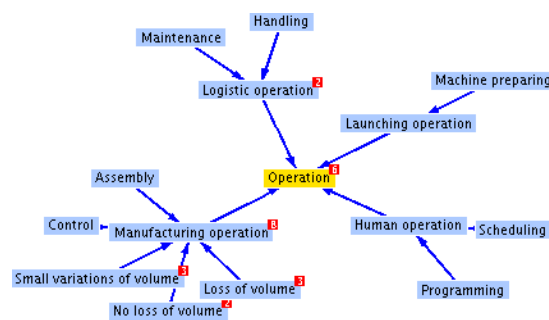 Handling
Maintenance
Machine preparing
Logistic operation 2
Launching operation
Assembly
Operation 6
Control
Manufacturing operation 8
Human operation
Scheduling
Small variations of volume 3
Loss of volume 3
Programming
No loss of volume 2